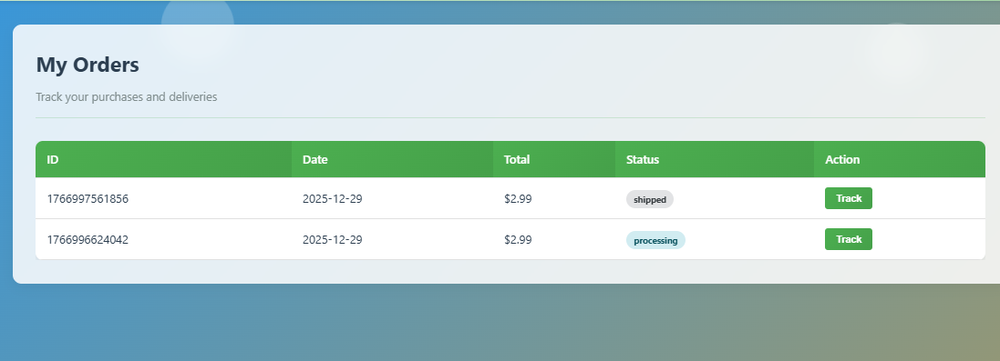 My Orders
Track your purchases and deliveries
ID Date Total Status Action
1766997561856 2025-12-29 $2.99 shipped Track
1766996624042 2025-12-29 $2.99 processing Track